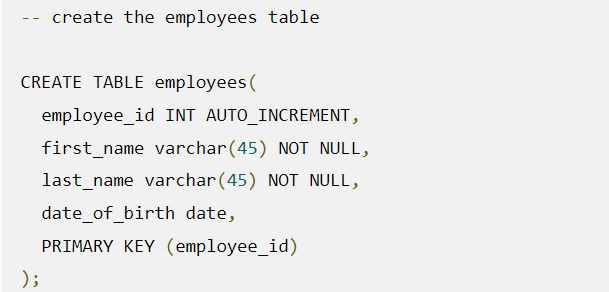 -- create the employees table
CREATE TABLE employees(
employee_id INT AUTO_INCREMENT,
first_name varchar(45) NOT NULL,
last_name varchar(45) NOT NULL,
date_of_birth date,
PRIMARY KEY (employee_id)
);